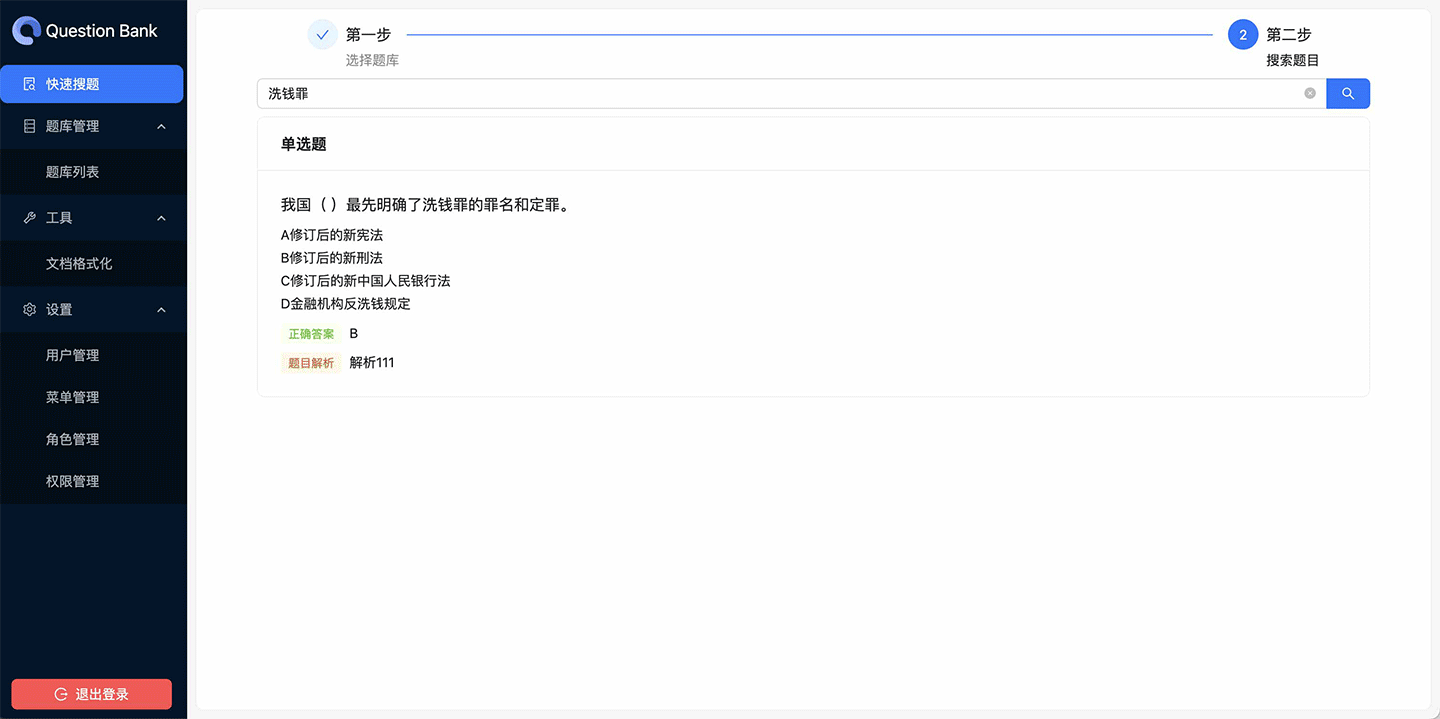 Question Bank
快速搜题
题库管理
题库列表
工具
文档格式化
设置
用户管理
菜单管理
角色管理
权限管理
退出登录
第一步
选择题库
2 第二步
搜索题目
洗钱罪
单选题
我国（ ）最先明确了洗钱罪的罪名和定罪。
A修订后的新宪法
B修订后的新刑法
C修订后的新中国人民银行法
D金融机构反洗钱规定
正确答案 B
题目解析 解析111